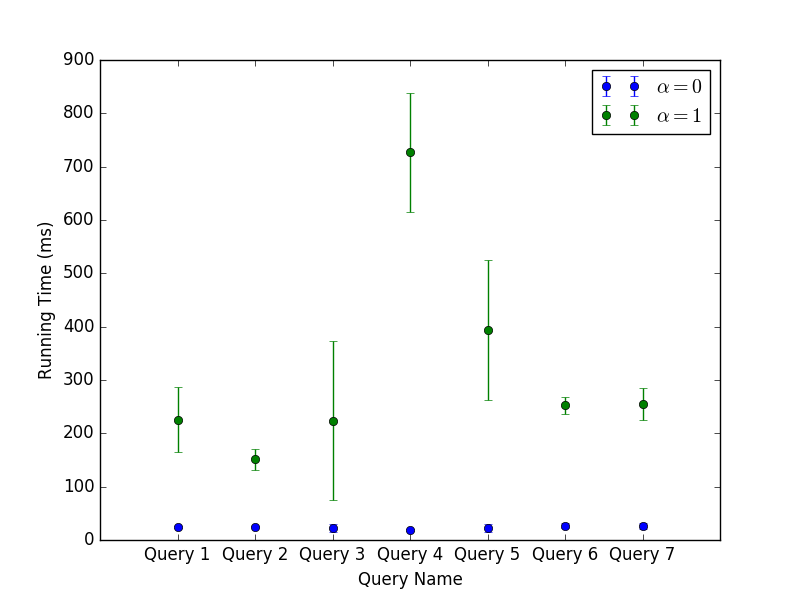 900
800
700
600
500
400
300
200
100
0
Running Time (ms)
α = 0
α = 1
Query 1 Query 2 Query 3 Query 4 Query 5 Query 6 Query 7
Query Name